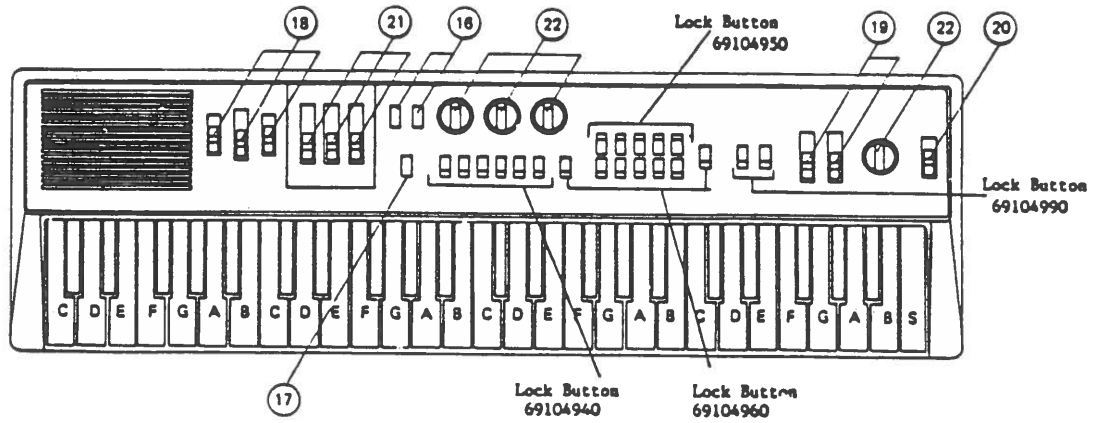 18 21 16 22 Lock Button 19 22 20
69104950
Lock Button
69104990
C D E F G A B C D E F G A B C D E F G A B C D E F G A B S
17
Lock Button Lock Button
69104940 69104960